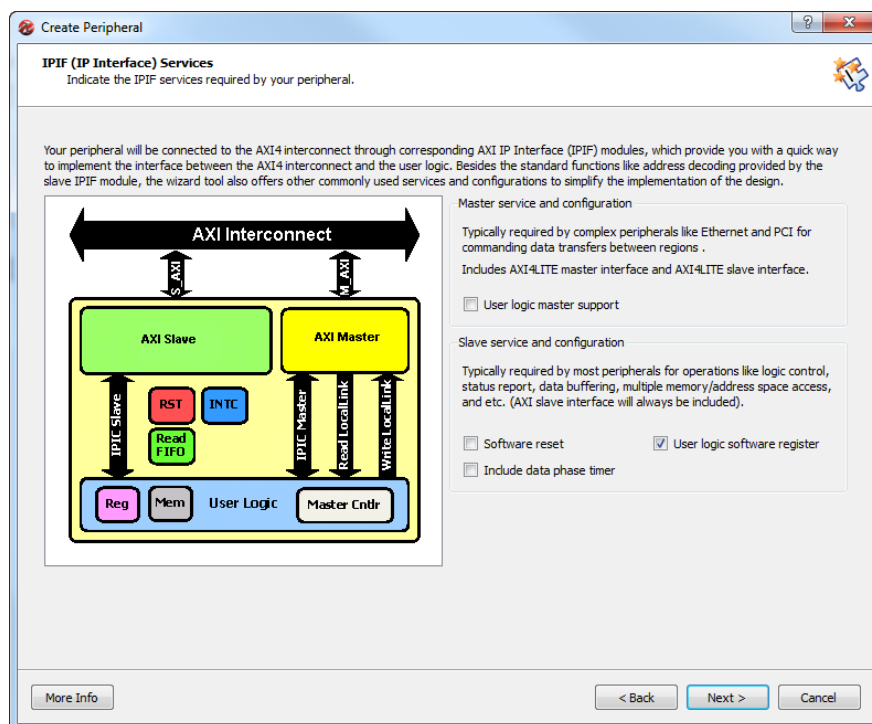 Create Peripheral
?
IPIF (IP Interface) Services
Indicate the IPIF services required by your peripheral.
Your peripheral will be connected to the AXI4 interconnect through corresponding AXI IP Interface (IPIF) modules, which provide you with a quick way
to implement the interface between the AXI4 interconnect and the user logic. Besides the standard functions like address decoding provided by the
slave IPIF module, the wizard tool also offers other commonly used services and configurations to simplify the implementation of the design.
AXI Interconnect
S_AXI
M_AXI
AXI Slave
AXI Master
IPIC Slave
RST
INTC
Read
FIFO
IPIC Master
Read LocalLink
Write LocalLink
Reg
Mem
User Logic
Master Cntlr
Master service and configuration
Typically required by complex peripherals like Ethernet and PCI for
commanding data transfers between regions .
Includes AXI4LITE master interface and AXI4LITE slave interface.
User logic master support
Slave service and configuration
Typically required by most peripherals for operations like logic control,
status report, data buffering, multiple memory/address space access,
and etc. (AXI slave interface will always be included).
Software reset
User logic software register
Include data phase timer
More Info
< Back
Next >
Cancel